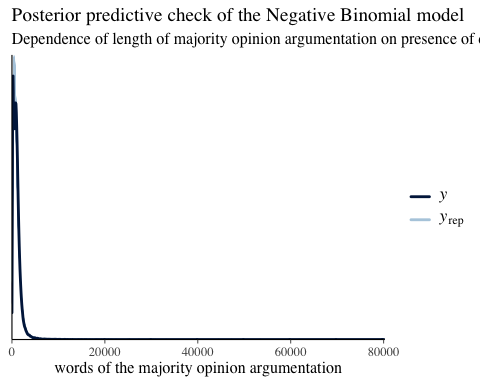 Posterior predictive check of the Negative Binomial model
Dependence of length of majority opinion argumentation on presence of
y
y rep
0 20000 40000 60000 80000
words of the majority opinion argumentation